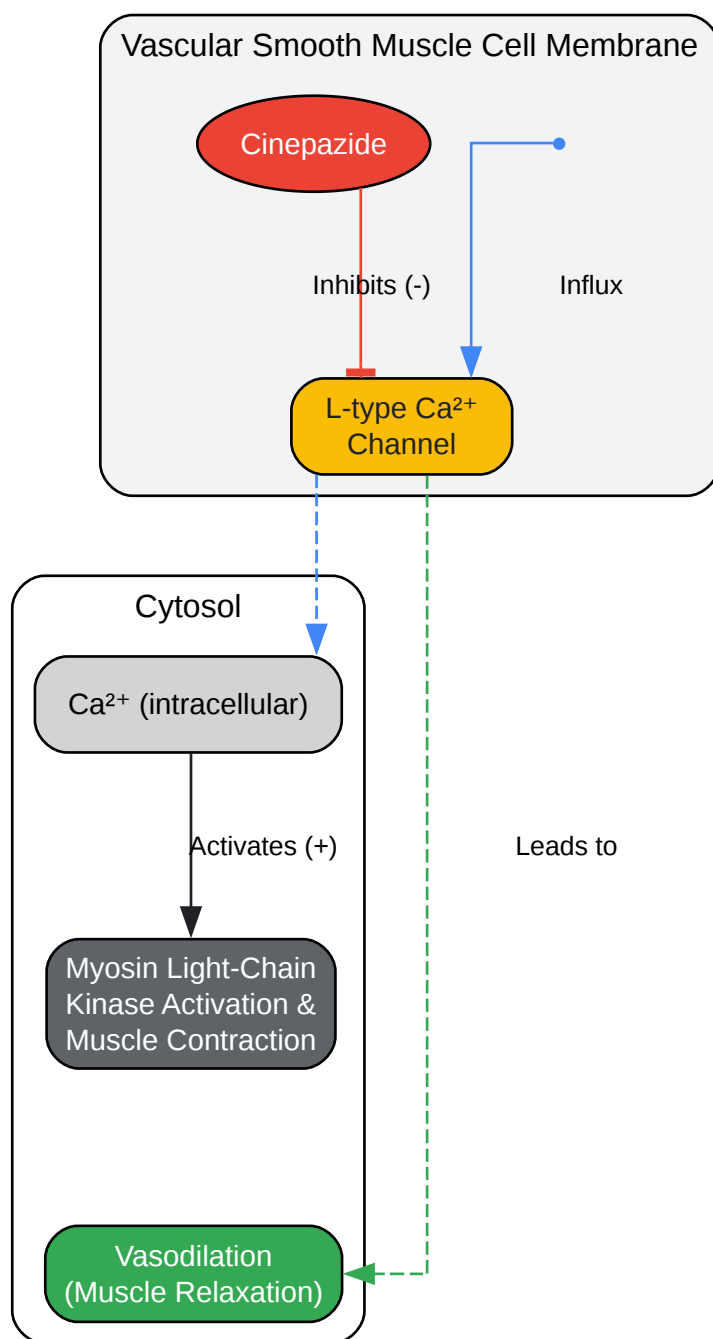 Vascular Smooth Muscle Cell Membrane
Cinepazide
Inhibits (-)
Influx
L-type Ca²⁺
Channel
Cytosol
Ca²⁺ (intracellular)
Activates (+)
Leads to
Myosin Light-Chain
Kinase Activation &
Muscle Contraction
Vasodilation
(Muscle Relaxation)